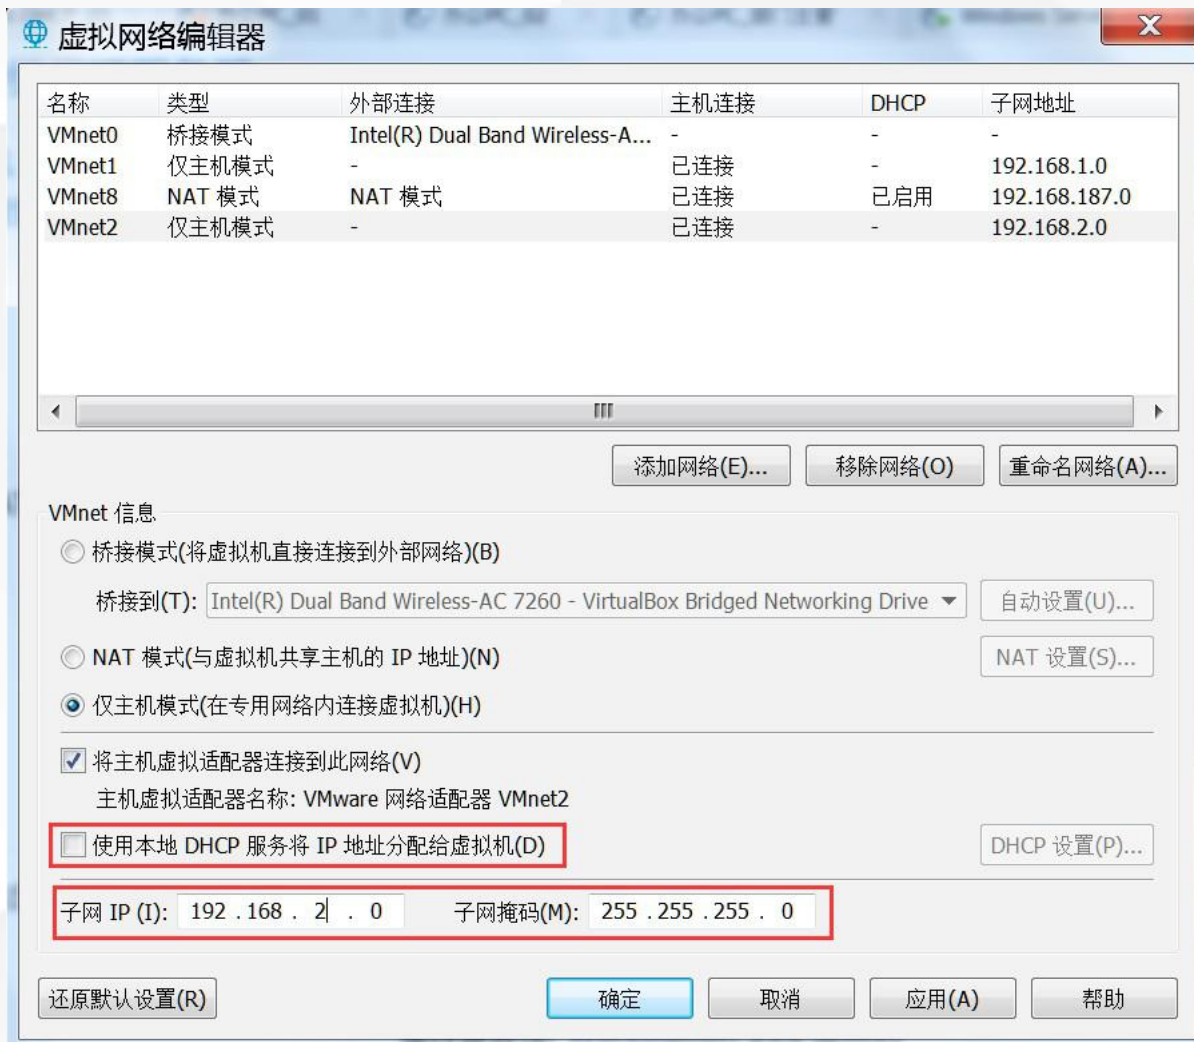 虚拟网络编辑器
名称 类型 外部连接 主机连接 DHCP 子网地址
VMnet0 桥接模式 Intel(R) Dual Band Wireless-A... - - -
VMnet1 仅主机模式 - 已连接 - 192.168.1.0
VMnet8 NAT 模式 NAT 模式 已连接 已启用 192.168.187.0
VMnet2 仅主机模式 - 已连接 - 192.168.2.0
添加网络(E)... 移除网络(O) 重命名网络(A)...
VMnet 信息
桥接模式(将虚拟机直接连接到外部网络)(B)
桥接到(T): Intel(R) Dual Band Wireless-AC 7260 - VirtualBox Bridged Networking Drive 自动设置(U)...
NAT 模式(与虚拟机共享主机的 IP 地址)(N) NAT 设置(S)...
仅主机模式(在专用网络内连接虚拟机)(H)
将主机虚拟适配器连接到此网络(V)
主机虚拟适配器名称: VMware 网络适配器 VMnet2
使用本地 DHCP 服务将 IP 地址分配给虚拟机(D) DHCP 设置(P)...
子网 IP (I): 192 . 168 . 2 . 0 子网掩码(M): 255 . 255 . 255 . 0
还原默认设置(R) 确定 取消 应用(A) 帮助